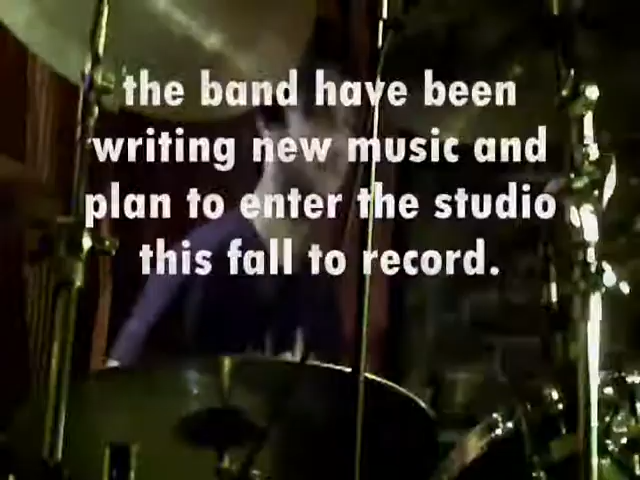 the band have been
writing new music and
plan to enter the studio
this fall to record.